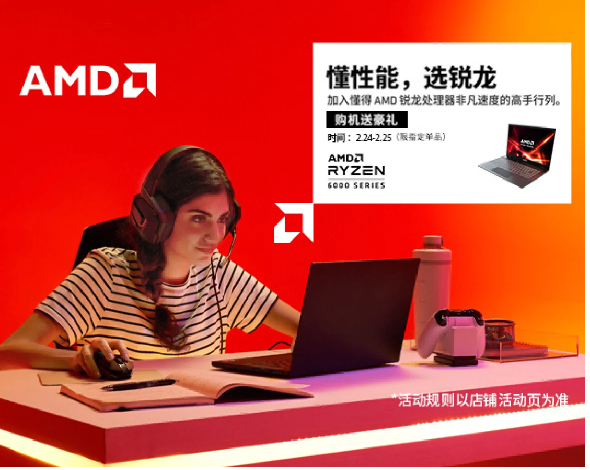 AMD
懂性能，选锐龙
加入懂得 AMD 锐龙处理器非凡速度的高手行列。
购机送豪礼
时间： 2.24-2.25（限指定单品）
AMD
RYZEN
6000 SERIES
*活动规则以店铺活动页为准